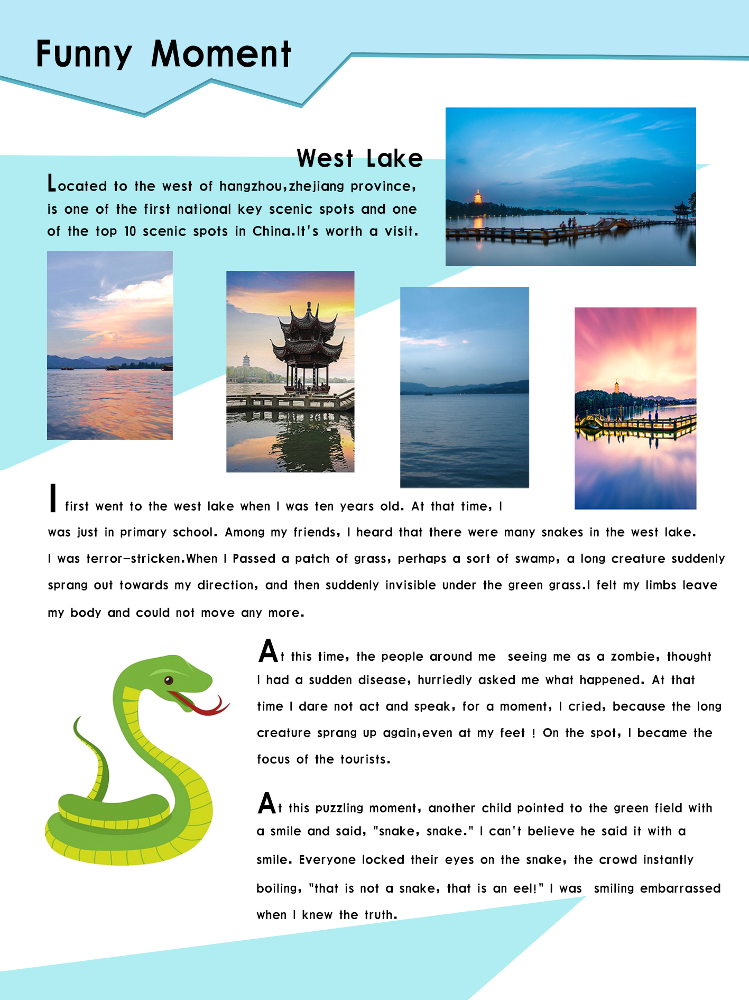 Funny Moment
West Lake
Located to the west of hangzhou,zhejiang province,
is one of the first national key scenic spots and one
of the top 10 scenic spots in China.It's worth a visit.
I first went to the west lake when I was ten years old. At that time, I
was just in primary school. Among my friends, I heard that there were many snakes in the west lake.
I was terror-stricken.When I Passed a patch of grass, perhaps a sort of swamp, a long creature suddenly
sprang out towards my direction, and then suddenly invisible under the green grass.I felt my limbs leave
my body and could not move any more.
At this time, the people around me seeing me as a zombie, thought
I had a sudden disease, hurriedly asked me what happened. At that
time I dare not act and speak, for a moment, I cried, because the long
creature sprang up again,even at my feet ! On the spot, I became the
focus of the tourists.
At this puzzling moment, another child pointed to the green field with
a smile and said, "snake, snake." I can't believe he said it with a
smile. Everyone locked their eyes on the snake, the crowd instantly
boiling, "that is not a snake, that is an eel!" I was smiling embarrassed
when I knew the truth.